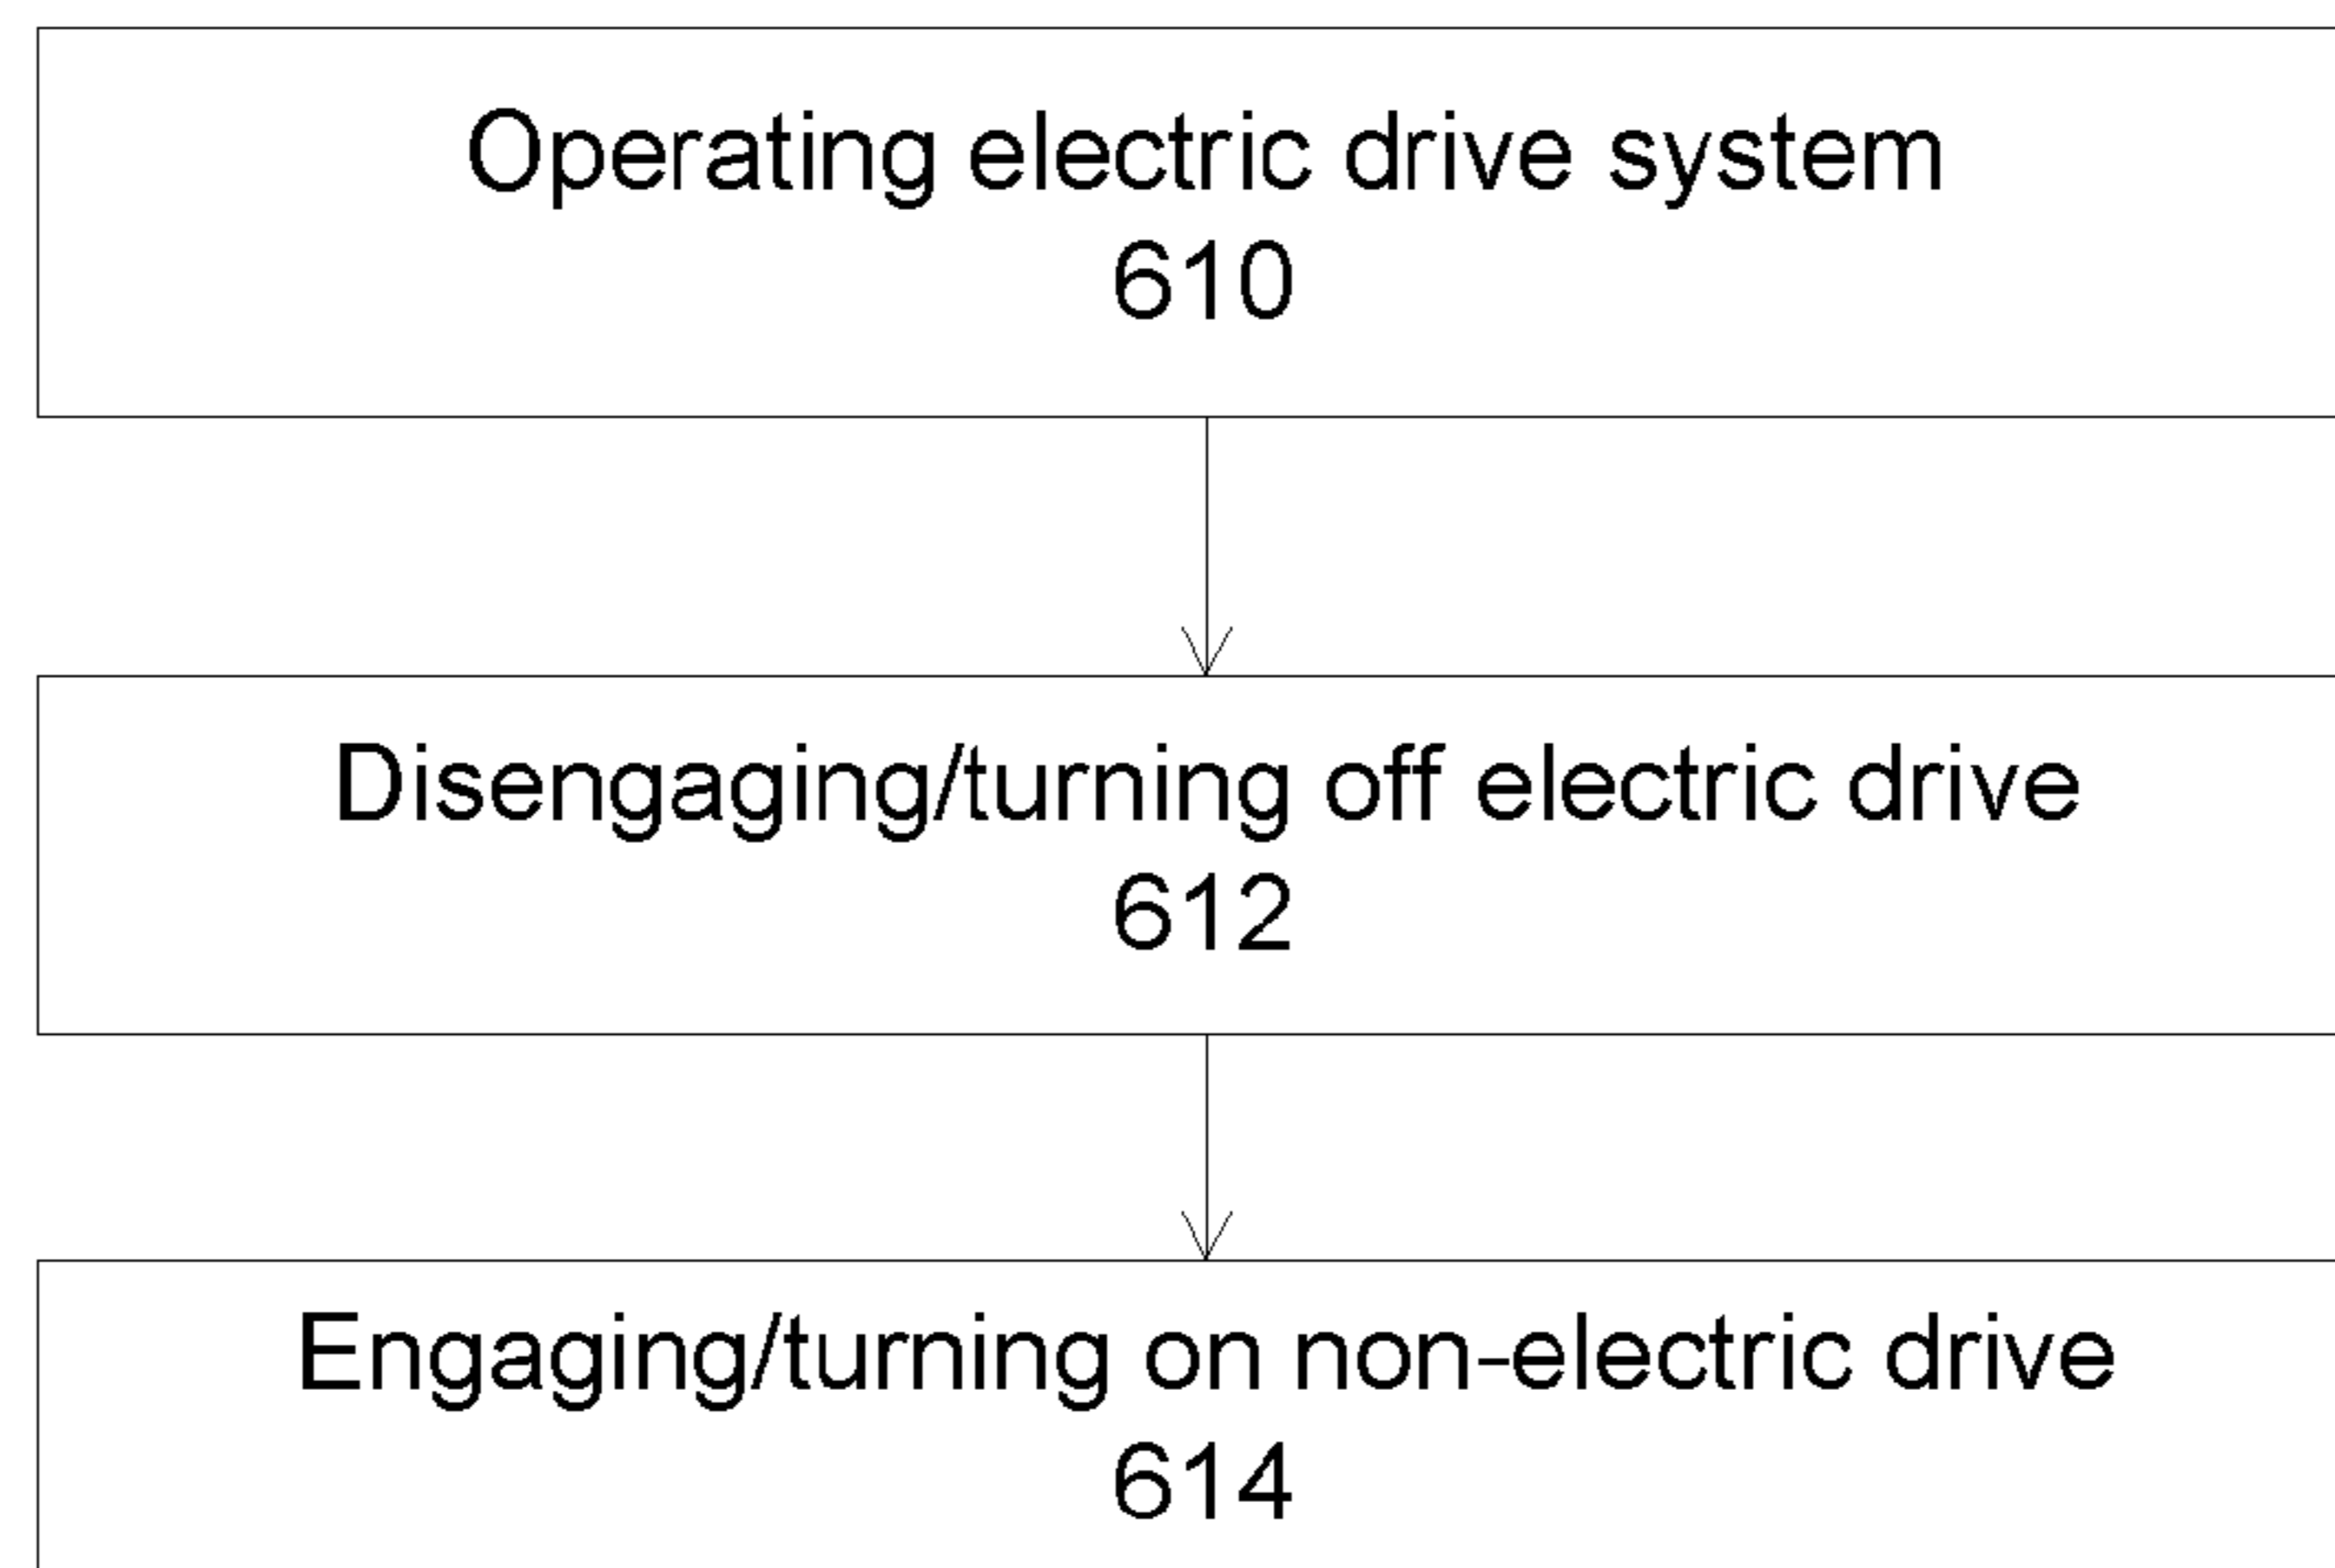 Operating electric drive system
610
Disengaging/turning off electric drive
612
Engaging/turning on non-electric drive
614